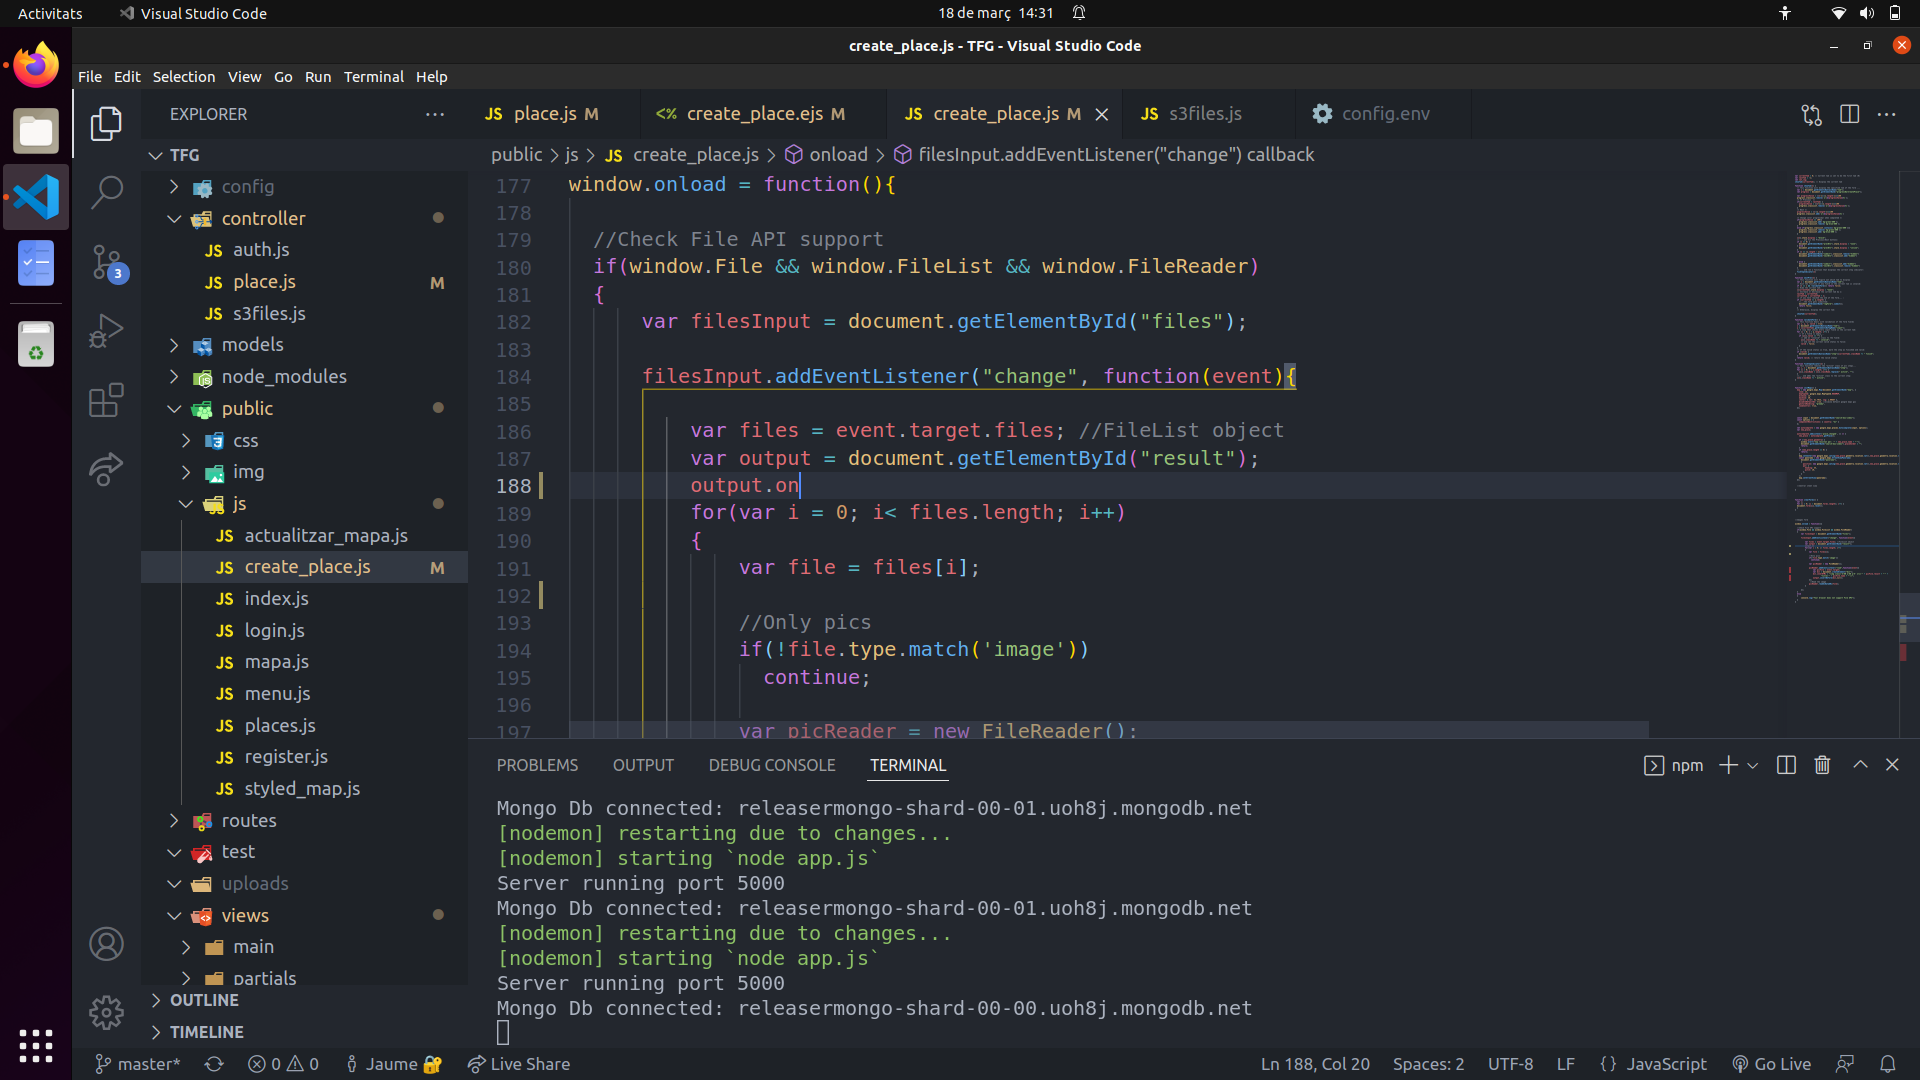 Activitats
Visual Studio Code
18 de març 14:31
create_place.js - TFG - Visual Studio Code
File Edit Selection View Go Run Terminal Help
EXPLORER
JS place.js M
<%> create_place.ejs M
JS create_place.js M
JS s3files.js
config.env
TFG
config
controller
JS auth.js
JS place.js M
JS s3files.js
models
node_modules
public
css
img
js
JS actualitzar_mapa.js
JS create_place.js M
JS index.js
JS login.js
JS mapa.js
JS menu.js
JS places.js
JS register.js
JS styled_map.js
routes
test
uploads
views
main
partials
OUTLINE
TIMELINE
3
public > js > JS create_place.js > onload > filesInput.addEventListener("change") callback
177 window.onload = function(){
178
179 //Check File API support
180 if(window.File && window.FileList && window.FileReader)
181 {
182 var filesInput = document.getElementById("files");
183
184 filesInput.addEventListener("change", function(event){
185
186 var files = event.target.files; //FileList object
187 var output = document.getElementById("result");
188 output.on
189 for(var i = 0; i< files.length; i++)
190 {
191 var file = files[i];
192
193 //Only pics
194 if(!file.type.match('image'))
195 continue;
196
197 var picReader = new FileReader();
PROBLEMS OUTPUT DEBUG CONSOLE TERMINAL
npm
Mongo Db connected: releasermongo-shard-00-01.uoh8j.mongodb.net
[nodemon] restarting due to changes...
[nodemon] starting `node app.js`
Server running port 5000
Mongo Db connected: releasermongo-shard-00-01.uoh8j.mongodb.net
[nodemon] restarting due to changes...
[nodemon] starting `node app.js`
Server running port 5000
Mongo Db connected: releasermongo-shard-00-00.uoh8j.mongodb.net
master* 0 0 Jaume Live Share
Ln 188, Col 20 Spaces: 2 UTF-8 LF {} JavaScript Go Live